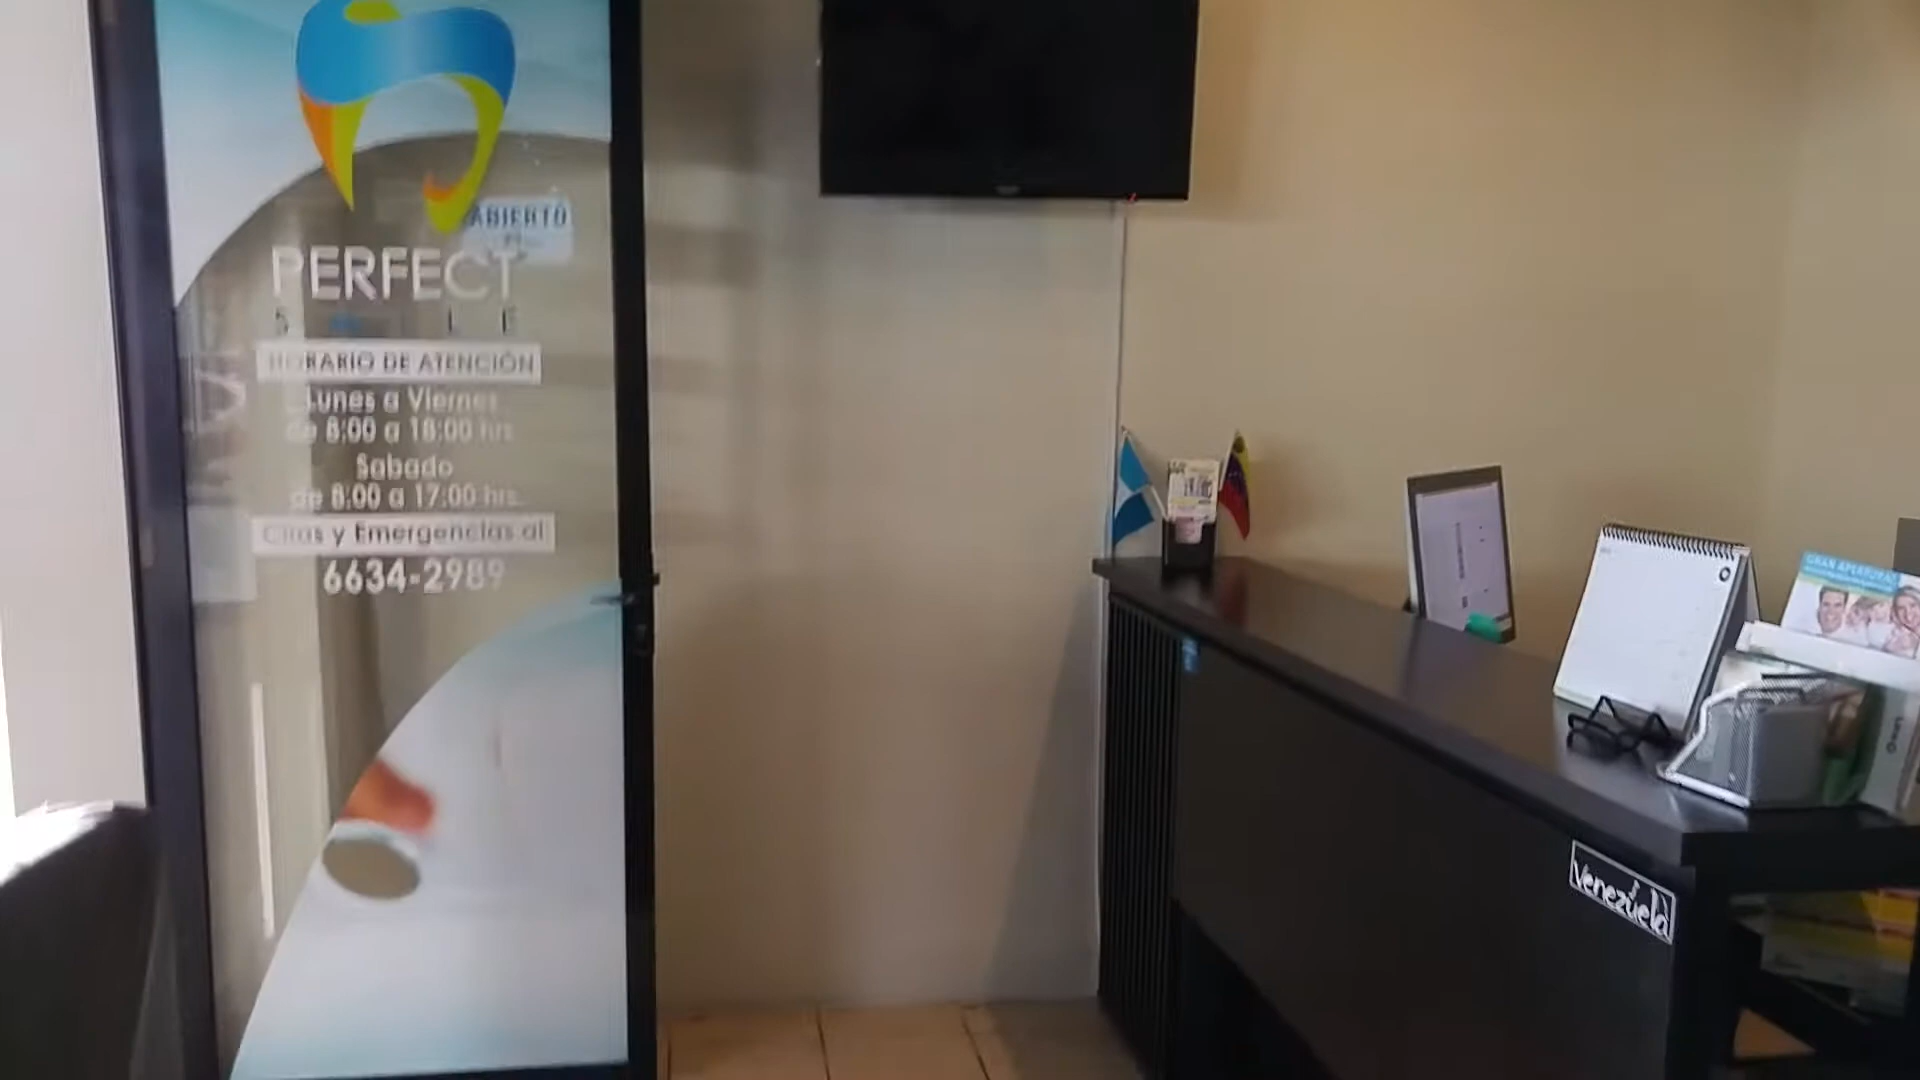 ABIERTO
PERFECT
SMILE
HORARIO DE ATENCIÓN
Lunes a Viernes
de 8:00 a 18:00 hrs.
Sabado
de 8:00 a 17:00 hrs.
Citas y Emergencias al
6634-2989
GRAN APERTURA!
Venezuela